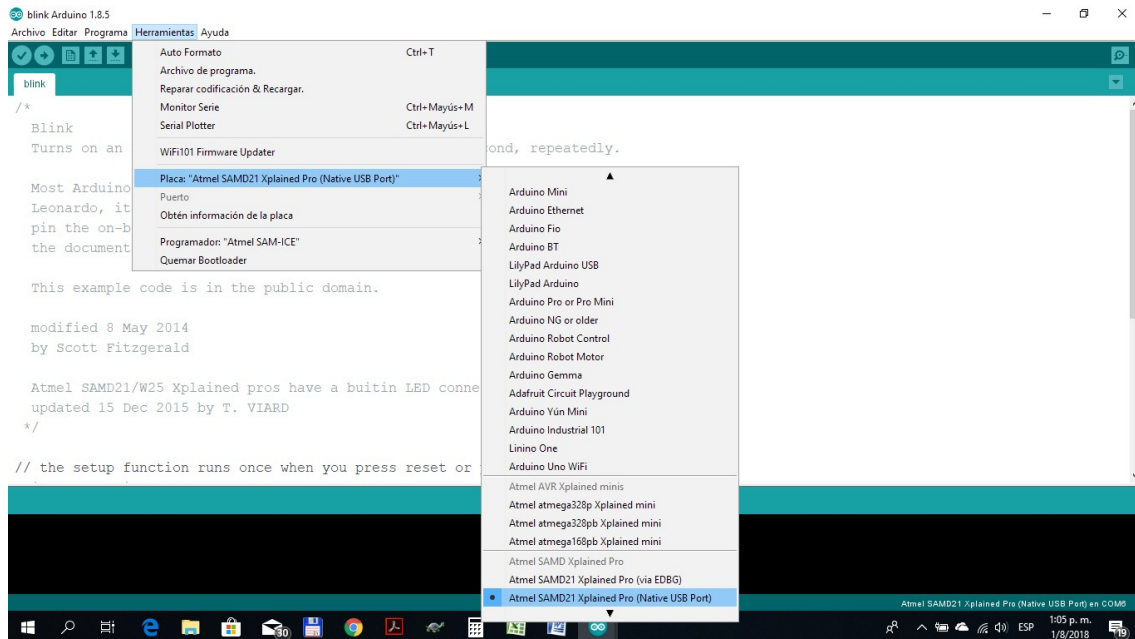 blink Arduino 1.8.5
Archivo Editar Programa Herramientas Ayuda
blink
Auto Formato Ctrl+T
Archivo de programa.
Reparar codificación & Recargar.
Monitor Serie Ctrl+Mayús+M
Serial Plotter Ctrl+Mayús+L
WiFi101 Firmware Updater
Placa: "Atmel SAMD21 Xplained Pro (Native USB Port)"
Puerto
Obtén información de la placa
Programador: "Atmel SAM-ICE"
Quemar Bootloader
Arduino Mini
Arduino Ethernet
Arduino Fio
Arduino BT
LilyPad Arduino USB
LilyPad Arduino
Arduino Pro or Pro Mini
Arduino NG or older
Arduino Robot Control
Arduino Robot Motor
Arduino Gemma
Adafruit Circuit Playground
Arduino Yún Mini
Arduino Industrial 101
Linino One
Arduino Uno WiFi
Atmel AVR Xplained minis
Atmel atmega328p Xplained mini
Atmel atmega328pb Xplained mini
Atmel atmega168pb Xplained mini
Atmel SAMD Xplained Pro
Atmel SAMD21 Xplained Pro (via EDBG)
Atmel SAMD21 Xplained Pro (Native USB Port)
/*
Blink
Turns on an ond, repeatedly.
Most Arduino
Leonardo, it
pin the on-b
the document
This example code is in the public domain.
modified 8 May 2014
by Scott Fitzgerald
Atmel SAMD21/W25 Xplained pros have a buitin LED conne
updated 15 Dec 2015 by T. VIARD
*/
// the setup function runs once when you press reset or
Atmel SAMD21 Xplained Pro (Native USB Port) en COM6
30
ESP
1:05 p. m.
1/8/2018
19